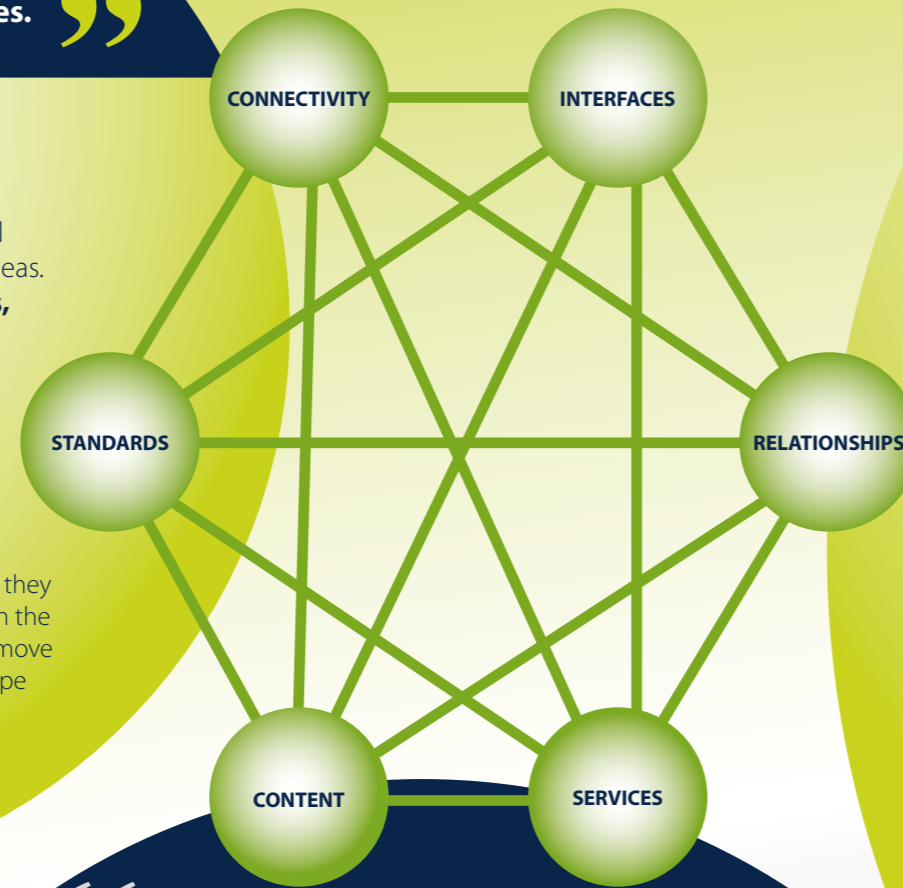 es.
”
CONNECTIVITY
INTERFACES
eas.
,
STANDARDS
RELATIONSHIPS
they
n the
move
pe
CONTENT
SERVICES